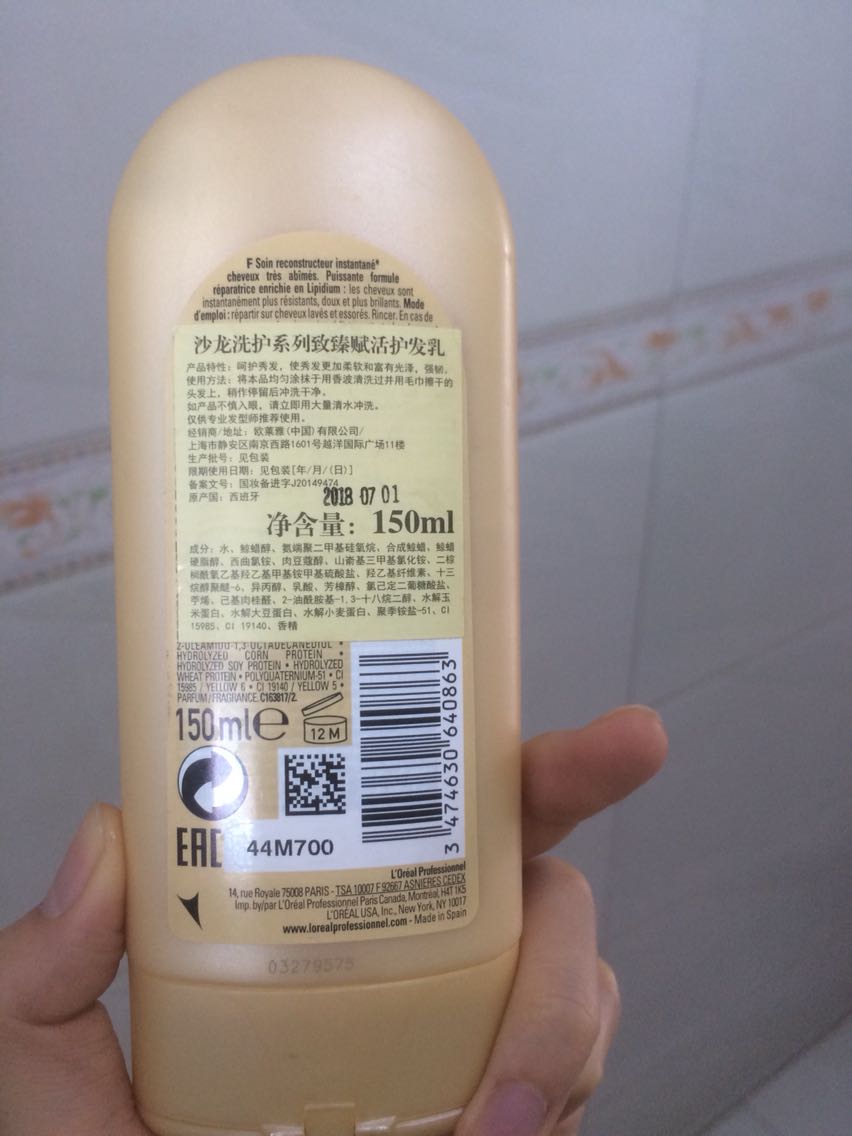 F Soin reconstructeur instantané*
cheveux très abîmés. Puissante formule
réparatrice enrichie en Lipidium : les cheveux sont
instantanément plus résistants, doux et plus brillants. Mode
d'emploi : répartir sur cheveux lavés et essorés. Rincer. En cas de
沙龙洗护系列致臻赋活护发乳
产品特性：呵护秀发，使秀发更加柔软和富有光泽，强韧。
使用方法：将本品均匀涂抹于用香波清洗过并用毛巾擦干的
头发上，稍作停留后冲洗干净。
如产品不慎入眼，请立即用大量清水冲洗。
仅供专业发型师推荐使用。
经销商/地址：欧莱雅(中国)有限公司/
上海市静安区南京西路1601号越洋国际广场11楼
生产批号：见包装
限期使用日期：见包装[年/月/(日)]
备案文号：国妆备进字J20149474
原产国：西班牙 2018 07 01
净含量：150ml
成分：水、鲸蜡醇、氨端聚二甲基硅氧烷、合成鲸蜡、鲸蜡
硬脂醇、西曲氯铵、肉豆蔻醇、山嵛基三甲基氯化铵、二棕
榈酰氧乙基羟乙基甲基铵甲基硫酸盐、羟乙基纤维素、十三
烷醇聚醚-6、异丙醇、乳酸、芳樟醇、氯己定二葡糖酸盐、
苧烯、己基肉桂醛、2-油酰胺基-1,3-十八烷二醇、水解玉
米蛋白、水解大豆蛋白、水解小麦蛋白、聚季铵盐-51、CI
15985、CI 19140、香精
2-OLEAMIDO-1,3-OCTADECANEDIOL •
HYDROLYZED CORN PROTEIN •
HYDROLYZED SOY PROTEIN • HYDROLYZED
WHEAT PROTEIN • POLYQUATERNIUM-51 • CI
15985 / YELLOW 6 • CI 19140 / YELLOW 5 •
PARFUM / FRAGRANCE. C163817/2.
150 ml e 12 M
3 474630 640863
EAC 44M700
L'Oréal Professionnel
14, rue Royale 75008 PARIS - TSA 10007 F 92667 ASNIERES CEDEX
Imp. by/par L'Oréal Professionnel Paris Canada, Montréal, H4T 1K5
L'ORÉAL USA, Inc., New York, NY 10017
www.lorealprofessionnel.com - Made in Spain
03279575